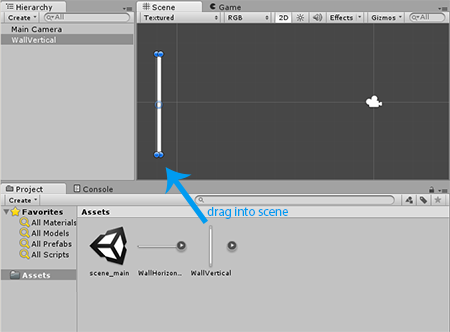 Hierarchy
Create
All
Main Camera
WallVertical
Scene
Game
Textured
RGB
2D
Effects
Gizmos
All
Project
Console
Create
Favorites
All Materials
All Models
All Prefabs
All Scripts
Assets
Assets
drag into scene
scene_main
WallHorizon...
WallVertical